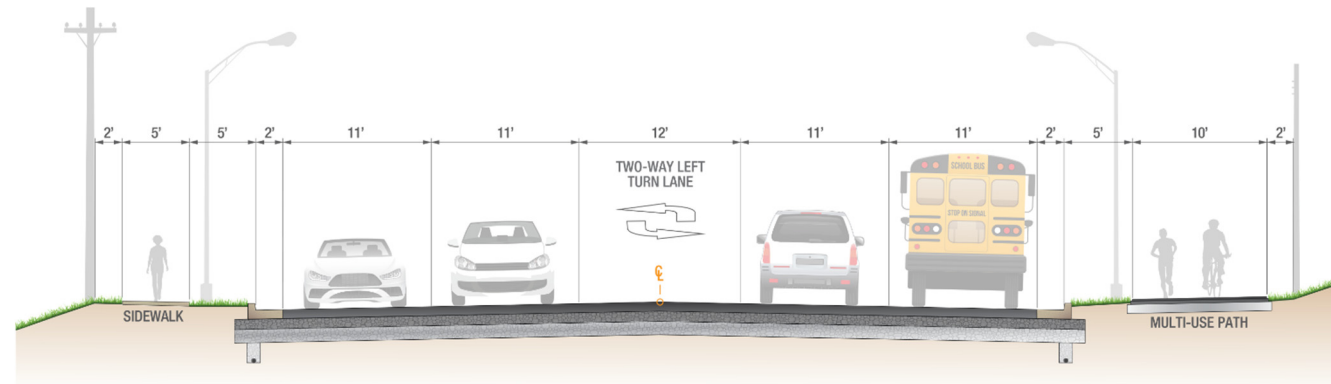 2' 5' 5' 2' 11' 11' 12' 11' 11' 2' 5' 10' 2'
TWO-WAY LEFT
TURN LANE
SCHOOL BUS
STOP ON SIGNAL
℄
SIDEWALK
MULTI-USE PATH